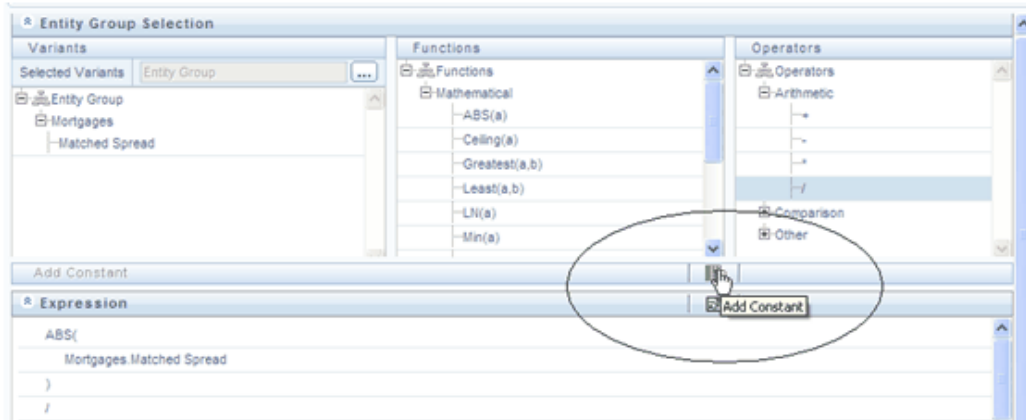 Entity Group Selection
Variants
Functions
Operators
Selected Variants Entity Group ...
Entity Group
Mortgages
Matched Spread
Functions
Mathematical
ABS(a)
Ceiling(a)
Greatest(a,b)
Least(a,b)
LN(a)
Min(a)
Operators
Arithmetic
+
-
*
/
Comparison
Other
Add Constant
Add Constant
Expression
ABS(
Mortgages.Matched Spread
)
/